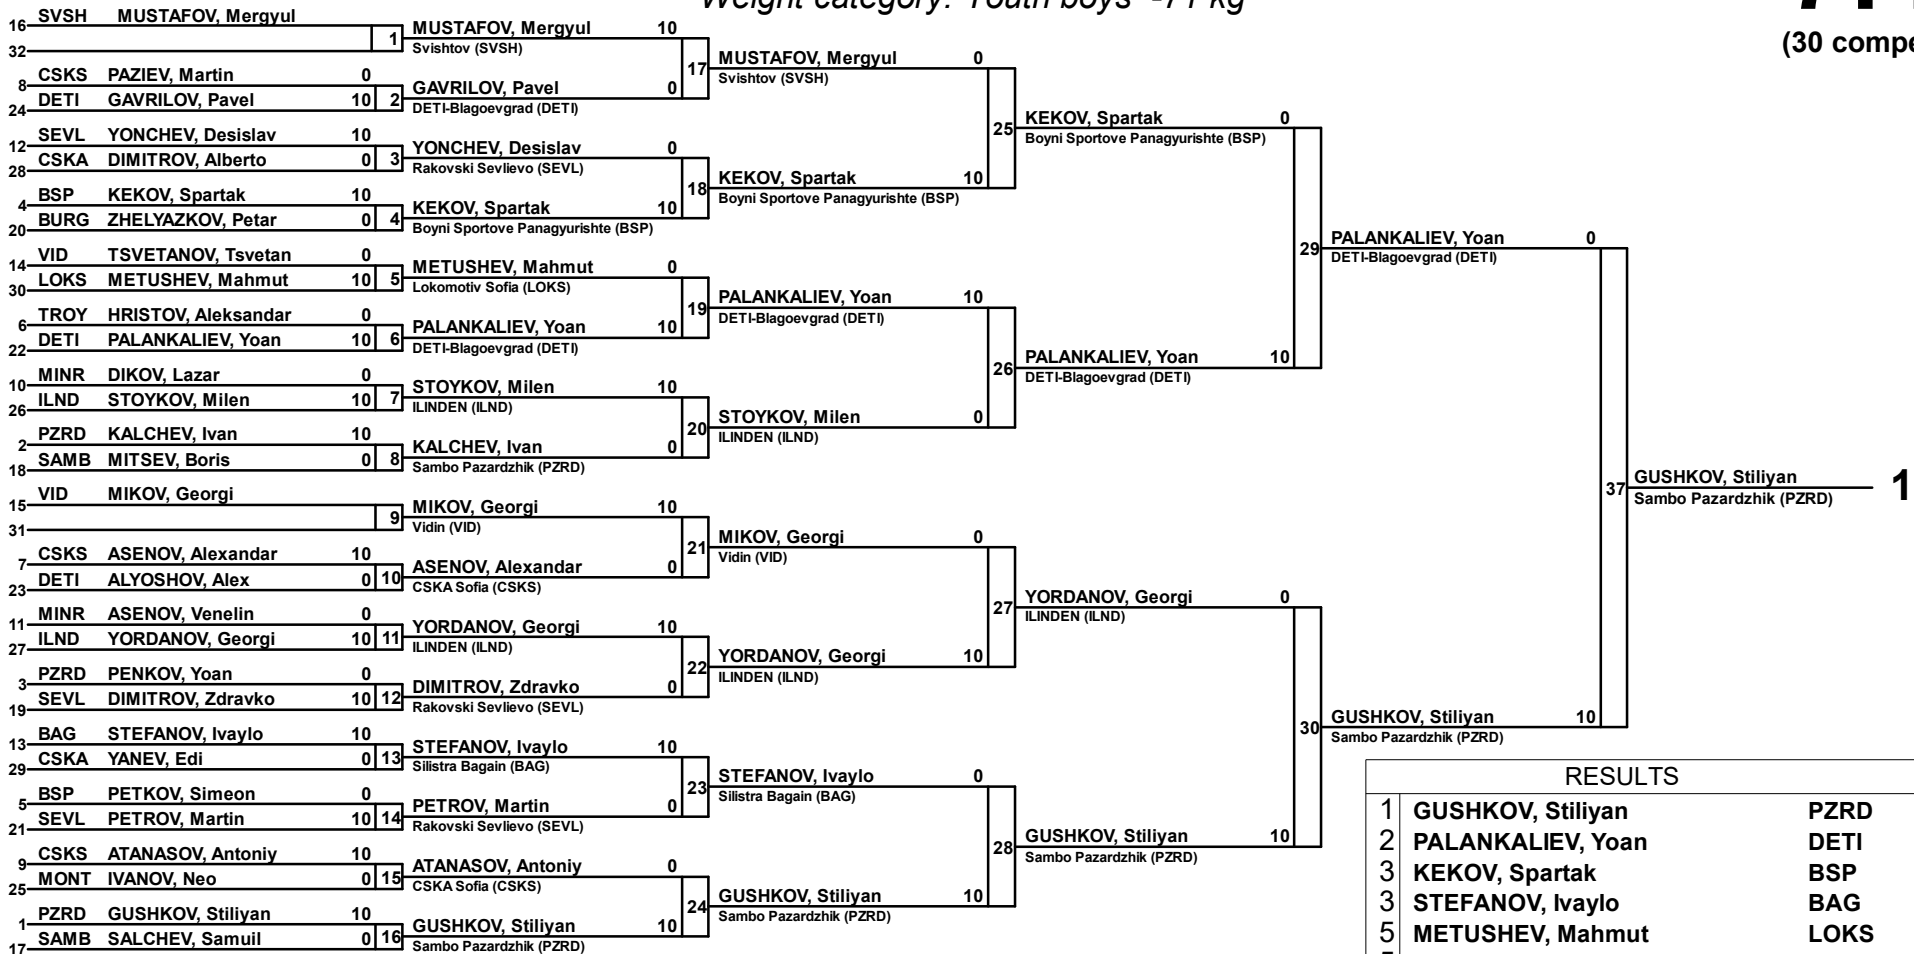 Weight category: Youth boys -71 kg
(30 compe
16 SVSH MUSTAFOV, Mergyul
32
1
8 CSKS PAZIEV, Martin 0
24 DETI GAVRILOV, Pavel 10
2
12 SEVL YONCHEV, Desislav 10
28 CSKA DIMITROV, Alberto 0
3
4 BSP KEKOV, Spartak 10
20 BURG ZHELYAZKOV, Petar 0
4
14 VID TSVETANOV, Tsvetan 0
30 LOKS METUSHEV, Mahmut 10
5
6 TROY HRISTOV, Aleksandar 0
22 DETI PALANKALIEV, Yoan 10
6
10 MINR DIKOV, Lazar 0
26 ILND STOYKOV, Milen 10
7
2 PZRD KALCHEV, Ivan 10
18 SAMB MITSEV, Boris 0
8
15 VID MIKOV, Georgi
31
9
7 CSKS ASENOV, Alexandar 10
23 DETI ALYOSHOV, Alex 0
10
11 MINR ASENOV, Venelin 0
27 ILND YORDANOV, Georgi 10
11
3 PZRD PENKOV, Yoan 0
19 SEVL DIMITROV, Zdravko 10
12
13 BAG STEFANOV, Ivaylo 10
29 CSKA YANEV, Edi 0
13
5 BSP PETKOV, Simeon 0
21 SEVL PETROV, Martin 10
14
9 CSKS ATANASOV, Antoniy 10
25 MONT IVANOV, Neo 0
15
1 PZRD GUSHKOV, Stiliyan 10
17 SAMB SALCHEV, Samuil 0
16
MUSTAFOV, Mergyul 10
Svishtov (SVSH)
17
GAVRILOV, Pavel 0
DETI-Blagoevgrad (DETI)
YONCHEV, Desislav 0
Rakovski Sevlievo (SEVL)
18
KEKOV, Spartak 10
Boyni Sportove Panagyurishte (BSP)
METUSHEV, Mahmut 0
Lokomotiv Sofia (LOKS)
19
PALANKALIEV, Yoan 10
DETI-Blagoevgrad (DETI)
STOYKOV, Milen 10
ILINDEN (ILND)
20
KALCHEV, Ivan 0
Sambo Pazardzhik (PZRD)
MIKOV, Georgi 10
Vidin (VID)
21
ASENOV, Alexandar 0
CSKA Sofia (CSKS)
YORDANOV, Georgi 10
ILINDEN (ILND)
22
DIMITROV, Zdravko 0
Rakovski Sevlievo (SEVL)
STEFANOV, Ivaylo 10
Silistra Bagain (BAG)
23
PETROV, Martin 0
Rakovski Sevlievo (SEVL)
ATANASOV, Antoniy 0
CSKA Sofia (CSKS)
24
GUSHKOV, Stiliyan 10
Sambo Pazardzhik (PZRD)
MUSTAFOV, Mergyul 0
Svishtov (SVSH)
25
KEKOV, Spartak 10
Boyni Sportove Panagyurishte (BSP)
PALANKALIEV, Yoan 10
DETI-Blagoevgrad (DETI)
26
STOYKOV, Milen 0
ILINDEN (ILND)
MIKOV, Georgi 0
Vidin (VID)
27
YORDANOV, Georgi 10
ILINDEN (ILND)
STEFANOV, Ivaylo 0
Silistra Bagain (BAG)
28
GUSHKOV, Stiliyan 10
Sambo Pazardzhik (PZRD)
KEKOV, Spartak 0
Boyni Sportove Panagyurishte (BSP)
29
PALANKALIEV, Yoan 10
DETI-Blagoevgrad (DETI)
YORDANOV, Georgi 0
ILINDEN (ILND)
30
GUSHKOV, Stiliyan 10
Sambo Pazardzhik (PZRD)
PALANKALIEV, Yoan 0
DETI-Blagoevgrad (DETI)
37
GUSHKOV, Stiliyan 10
Sambo Pazardzhik (PZRD)
GUSHKOV, Stiliyan
Sambo Pazardzhik (PZRD)
1
RESULTS
1 GUSHKOV, Stiliyan PZRD
2 PALANKALIEV, Yoan DETI
3 KEKOV, Spartak BSP
3 STEFANOV, Ivaylo BAG
5 METUSHEV, Mahmut LOKS